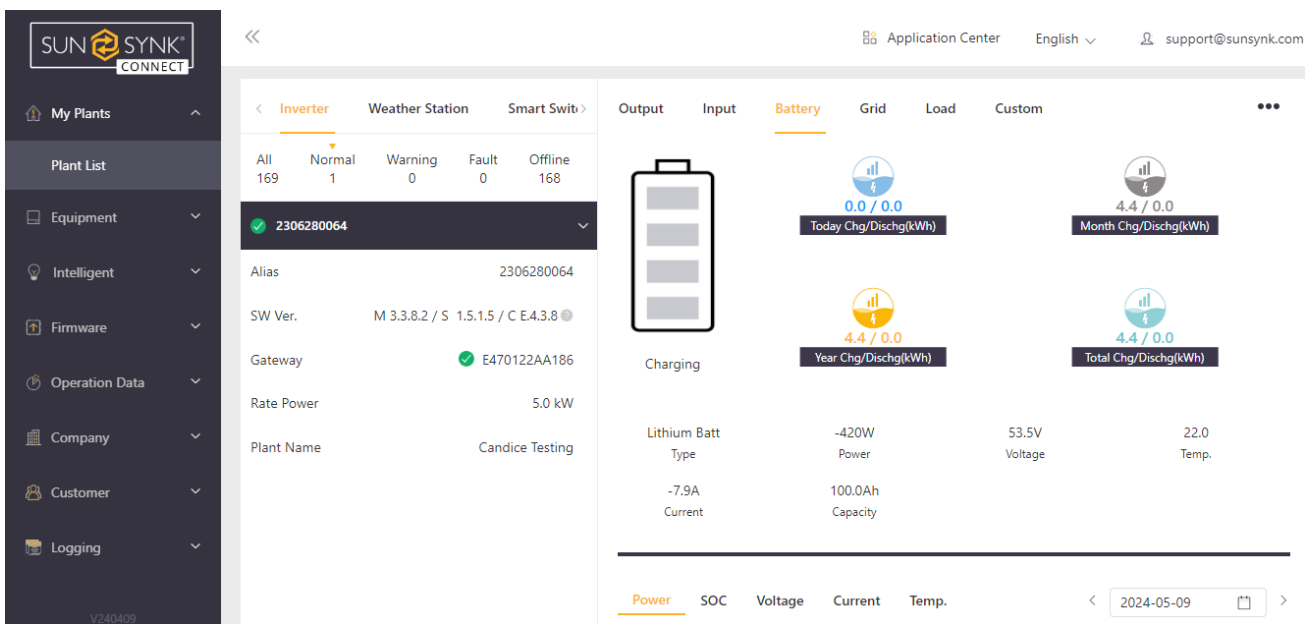 SUN SYNK®
CONNECT
My Plants
Plant List
Equipment
Intelligent
Firmware
Operation Data
Company
Customer
Logging
V240409
Application Center English support@sunsynk.com
Inverter Weather Station Smart Swit
All Normal Warning Fault Offline
169 1 0 0 168
2306280064
Alias 2306280064
SW Ver. M 3.3.8.2 / S 1.5.1.5 / C E.4.3.8
Gateway E470122AA186
Rate Power 5.0 kW
Plant Name Candice Testing
Output Input Battery Grid Load Custom •••
0.0 / 0.0 4.4 / 0.0
Today Chg/Dischg(kWh) Month Chg/Dischg(kWh)
4.4 / 0.0 4.4 / 0.0
Year Chg/Dischg(kWh) Total Chg/Dischg(kWh)
Charging
Lithium Batt -420W 53.5V 22.0
Type Power Voltage Temp.
-7.9A 100.0Ah
Current Capacity
Power SOC Voltage Current Temp. 2024-05-09